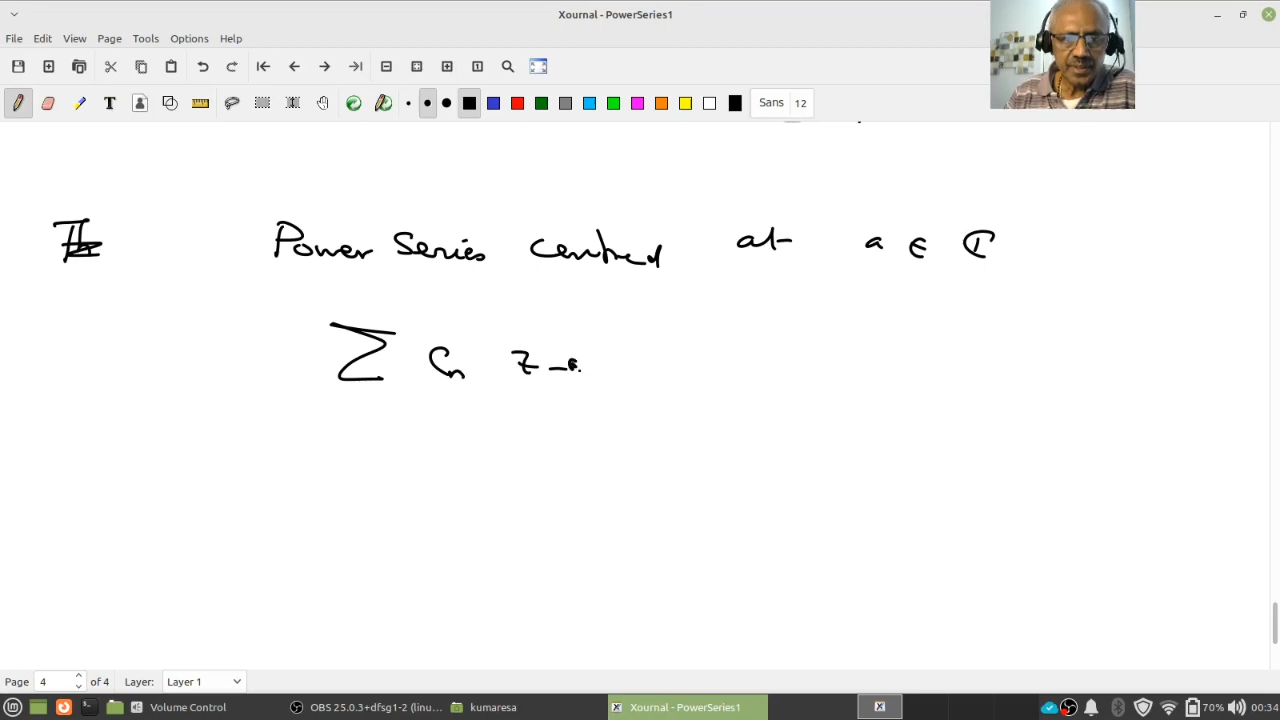 Xournal - PowerSeries1
File Edit View Page Tools Options Help
Sans 12
Power Series centred at a ∈ ℂ
∑ Cn z-a
Page 4 of 4 Layer: Layer 1
Volume Control OBS 25.0.3+dfsg1-2 (linu... kumaresa Xournal - PowerSeries1 70% 00:34